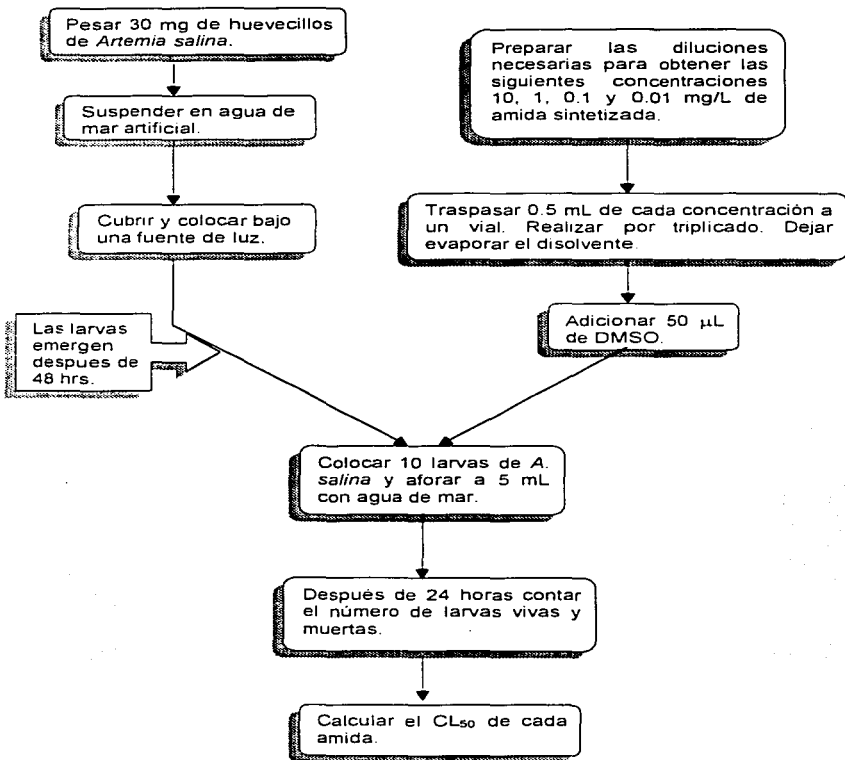 Pesar 30 mg de huevecillos
de Artemia salina.
Suspender en agua de
mar artificial.
Cubrir y colocar bajo
una fuente de luz.
Las larvas
emergen
despues de
48 hrs.
Preparar las diluciones
necesarias para obtener las
siguientes concentraciones
10, 1, 0.1 y 0.01 mg/L de
amida sintetizada.
Traspasar 0.5 mL de cada concentración a
un vial. Realizar por triplicado. Dejar
evaporar el disolvente.
Adicionar 50 µL
de DMSO.
Colocar 10 larvas de A.
salina y aforar a 5 mL
con agua de mar.
Después de 24 horas contar
el número de larvas vivas y
muertas.
Calcular el CL₅₀ de cada
amida.